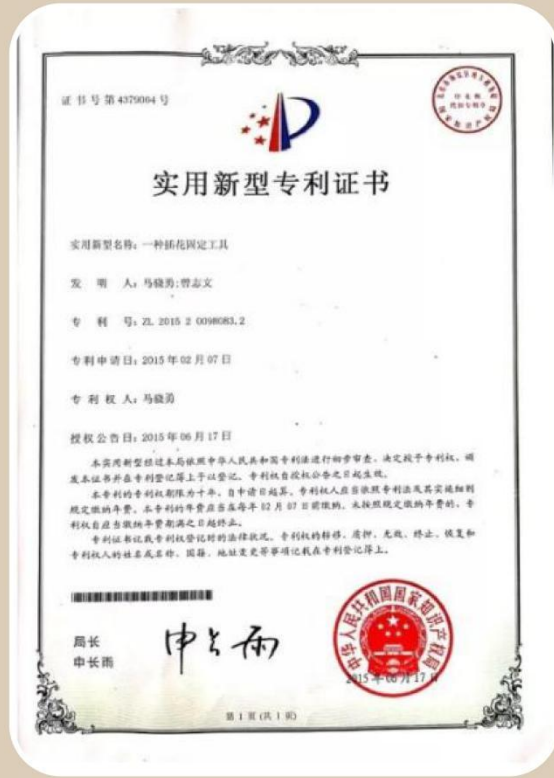 证书号第4379064号
实用新型专利证书
实用新型名称：一种插花固定工具
发 明 人：马骁勇;曾志文
专 利 号：ZL 2015 2 0098083.2
专利申请日：2015年02月07日
专 利 权 人：马骁勇
授权公告日：2015年06月17日
本实用新型经过本局依照中华人民共和国专利法进行初步审查，决定授予专利权，颁
发本证书并在专利登记簿上予以登记。专利权自授权公告之日起生效。
本专利的专利权期限为十年，自申请日起算。专利权人应当依照专利法及其实施细则
规定缴纳年费。本专利的年费应当在每年02月07日前缴纳。未按照规定缴纳年费的，专
利权自应当缴纳年费期满之日起终止。
专利证书记载专利权登记时的法律状况。专利权的转移、质押、无效、终止、恢复和
专利权人的姓名或名称、国籍、地址变更等事项记载在专利登记簿上。
局长
申长雨
申长雨
中华人民共和国国家知识产权局
2015年06月17日
第1页(共1页)